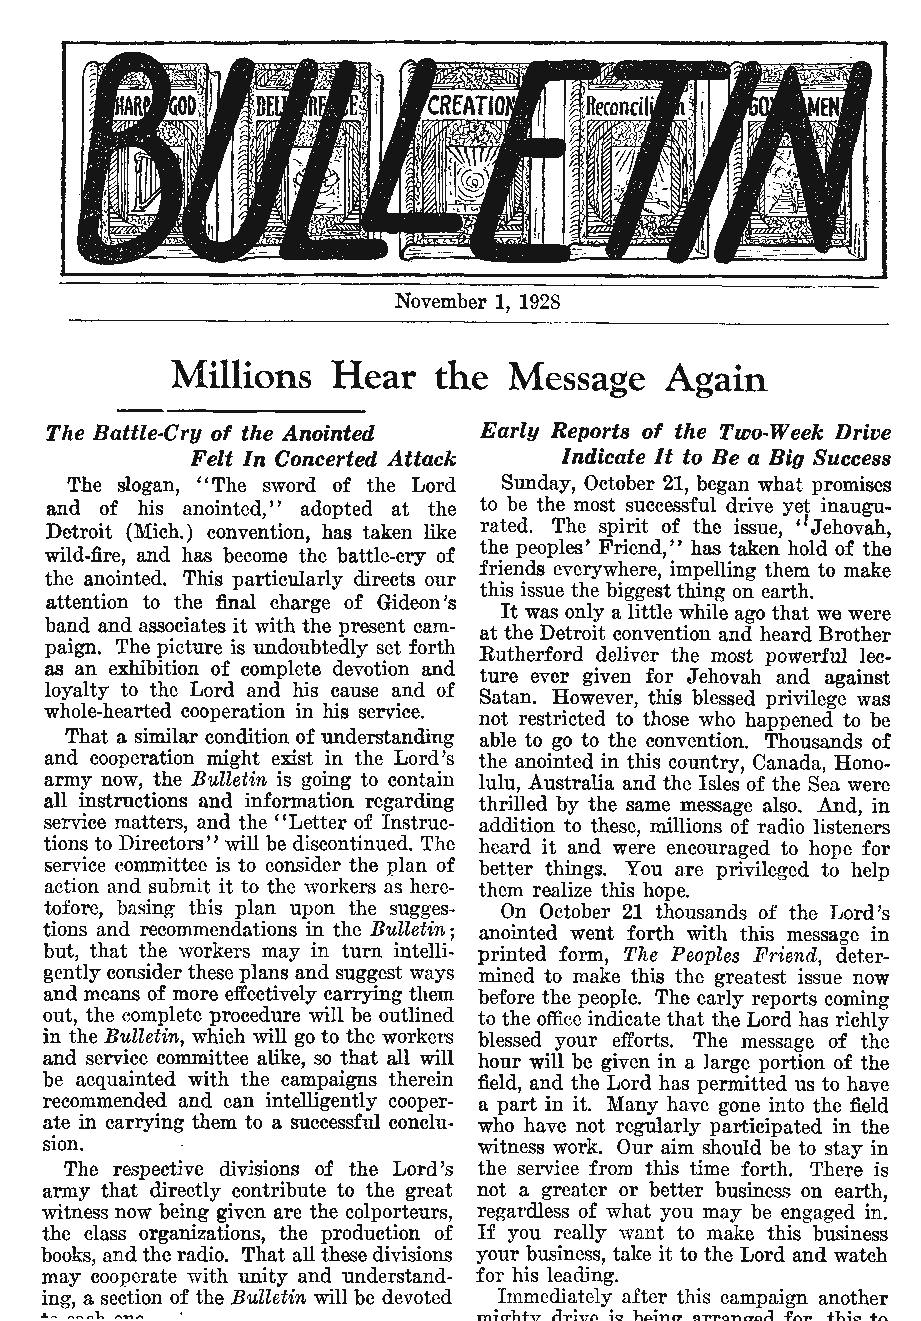 BULLETIN
HARP GOD
CREATION
November 1, 1928
Millions Hear the Message Again
The Battle-Cry of the Anointed
Felt In Concerted Attack
The slogan, "The sword of the Lord
and of his anointed," adopted at the
Detroit (Mich.) convention, has taken like
wild-fire, and has become the battle-cry of
the anointed. This particularly directs our
attention to the final charge of Gideon's
band and associates it with the present cam-
paign. The picture is undoubtedly set forth
as an exhibition of complete devotion and
loyalty to the Lord and his cause and of
whole-hearted cooperation in his service.
That a similar condition of understanding
and cooperation might exist in the Lord's
army now, the Bulletin is going to contain
all instructions and information regarding
service matters, and the "Letter of Instruc-
tions to Directors" will be discontinued. The
service committee is to consider the plan of
action and submit it to the workers as here-
tofore, basing this plan upon the sugges-
tions and recommendations in the Bulletin;
but, that the workers may in turn intelli-
gently consider these plans and suggest ways
and means of more effectively carrying them
out, the complete procedure will be outlined
in the Bulletin, which will go to the workers
and service committee alike, so that all will
be acquainted with the campaigns therein
recommended and can intelligently cooper-
ate in carrying them to a successful conclu-
sion.
The respective divisions of the Lord's
army that directly contribute to the great
witness now being given are the colporteurs,
the class organizations, the production of
books, and the radio. That all these divisions
may cooperate with unity and understand-
ing, a section of the Bulletin will be devoted
to each one.
Early Reports of the Two-Week Drive
Indicate It to Be a Big Success
Sunday, October 21, began what promises
to be the most successful drive yet inaugu-
rated. The spirit of the issue, "Jehovah,
the peoples' Friend," has taken hold of the
friends everywhere, impelling them to make
this issue the biggest thing on earth.
It was only a little while ago that we were
at the Detroit convention and heard Brother
Rutherford deliver the most powerful lec-
ture ever given for Jehovah and against
Satan. However, this blessed privilege was
not restricted to those who happened to be
able to go to the convention. Thousands of
the anointed in this country, Canada, Hono-
lulu, Australia and the Isles of the Sea were
thrilled by the same message also. And, in
addition to these, millions of radio listeners
heard it and were encouraged to hope for
better things. You are privileged to help
them realize this hope.
On October 21 thousands of the Lord's
anointed went forth with this message in
printed form, The Peoples Friend, deter-
mined to make this the greatest issue now
before the people. The early reports coming
to the office indicate that the Lord has richly
blessed your efforts. The message of the
hour will be given in a large portion of the
field, and the Lord has permitted us to have
a part in it. Many have gone into the field
who have not regularly participated in the
witness work. Our aim should be to stay in
the service from this time forth. There is
not a greater or better business on earth,
regardless of what you may be engaged in.
If you really want to make this business
your business, take it to the Lord and watch
for his leading.
Immediately after this campaign another
mighty drive is being arranged for, this to